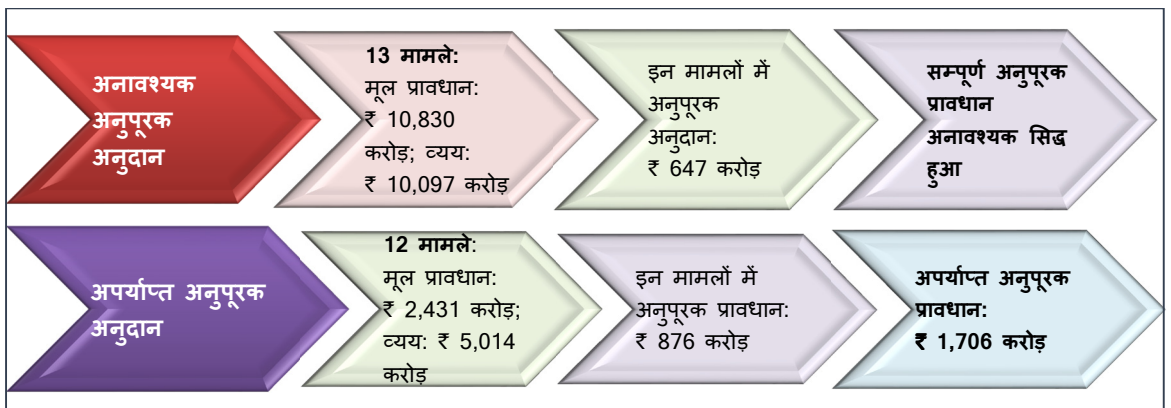 अनावश्यक
अनुपूरक
अनुदान
13 मामले:
मूल प्रावधान:
₹ 10,830
करोड़; व्यय:
₹ 10,097 करोड़
इन मामलों में
अनुपूरक
अनुदान:
₹ 647 करोड़
सम्पूर्ण अनुपूरक
प्रावधान
अनावश्यक सिद्ध
हुआ
अपर्याप्त अनुपूरक
अनुदान
12 मामले:
मूल प्रावधान:
₹ 2,431 करोड़;
व्यय: ₹ 5,014
करोड़
इन मामलों में
अनुपूरक प्रावधान:
₹ 876 करोड़
अपर्याप्त अनुपूरक
प्रावधान:
₹ 1,706 करोड़